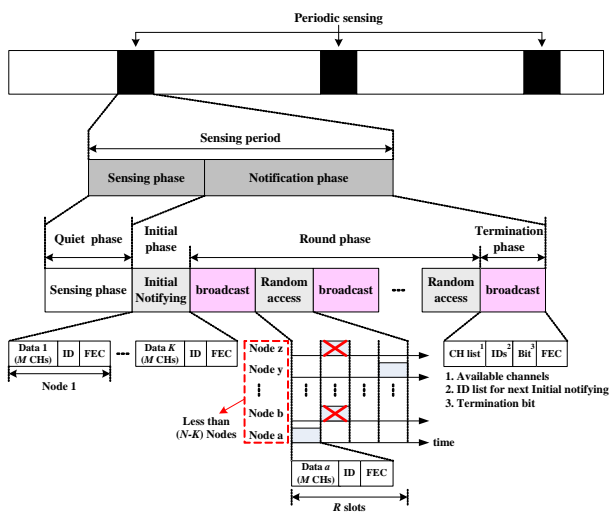 Periodic sensing
Sensing period
Sensing phase
Notification phase
Quiet phase
Initial phase
Round phase
Termination phase
Sensing phase
Initial Notifying
broadcast
Random access
broadcast
Random access
broadcast
Data 1 (M CHs)
ID
FEC
Data K (M CHs)
ID
FEC
Node 1
Node z
Node y
Node b
Node a
Less than (N-K) Nodes
time
Data a (M CHs)
ID
FEC
R slots
CH list¹
IDs²
Bit³
FEC
1. Available channels
2. ID list for next Initial notifying
3. Termination bit